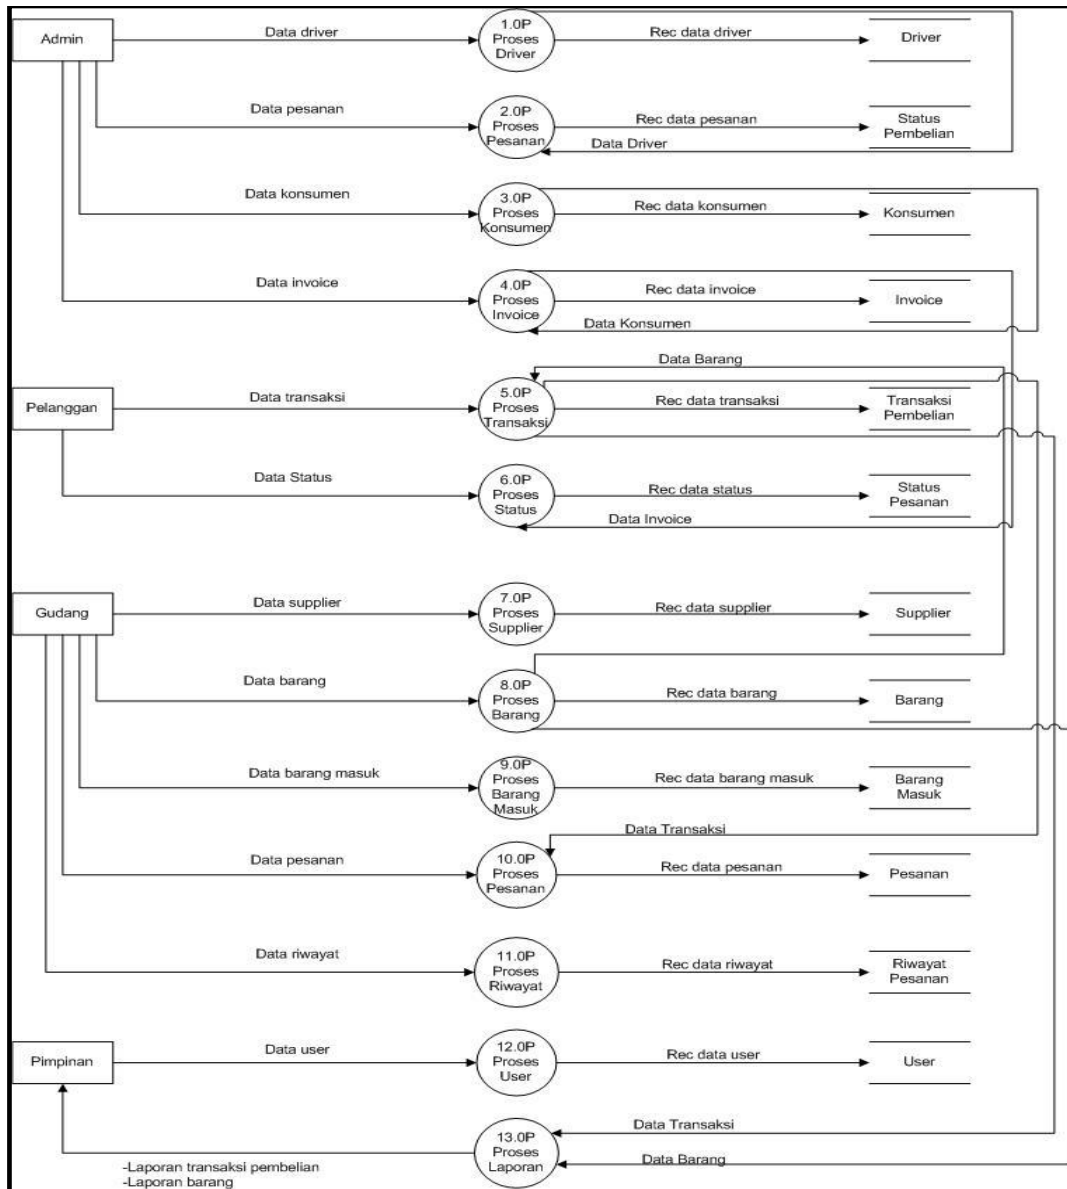 Admin
Data driver
1.0P
Proses
Driver
Rec data driver
Driver
Data pesanan
2.0P
Proses
Pesanan
Rec data pesanan
Status
Pembelian
Data Driver
Data konsumen
3.0P
Proses
Konsumen
Rec data konsumen
Konsumen
Data invoice
4.0P
Proses
Invoice
Rec data invoice
Invoice
Data Konsumen
Data Barang
Pelanggan
Data transaksi
5.0P
Proses
Transaksi
Rec data transaksi
Transaksi
Pembelian
Data Status
6.0P
Proses
Status
Rec data status
Status
Pesanan
Data Invoice
Gudang
Data supplier
7.0P
Proses
Supplier
Rec data supplier
Supplier
Data barang
8.0P
Proses
Barang
Rec data barang
Barang
Data barang masuk
9.0P
Proses
Barang
Masuk
Rec data barang masuk
Barang
Masuk
Data Transaksi
Data pesanan
10.0P
Proses
Pesanan
Rec data pesanan
Pesanan
Data riwayat
11.0P
Proses
Riwayat
Rec data riwayat
Riwayat
Pesanan
Pimpinan
Data user
12.0P
Proses
User
Rec data user
User
Data Transaksi
13.0P
Proses
Laporan
Data Barang
-Laporan transaksi pembelian
-Laporan barang